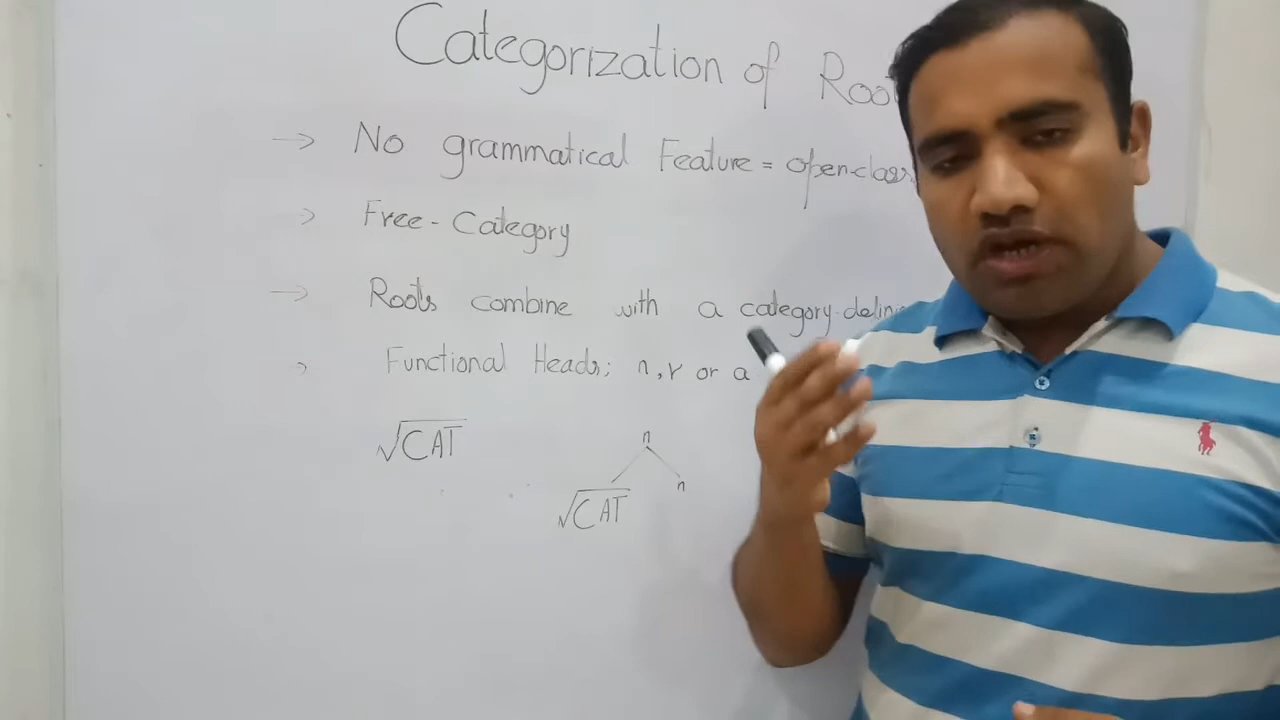 Categorization of Roo
→ No grammatical Feature = open-class
→ Free-Category
→ Roots combine with a category-defini
→ Functional Heads; n, v or a
√CAT
n
√CAT n